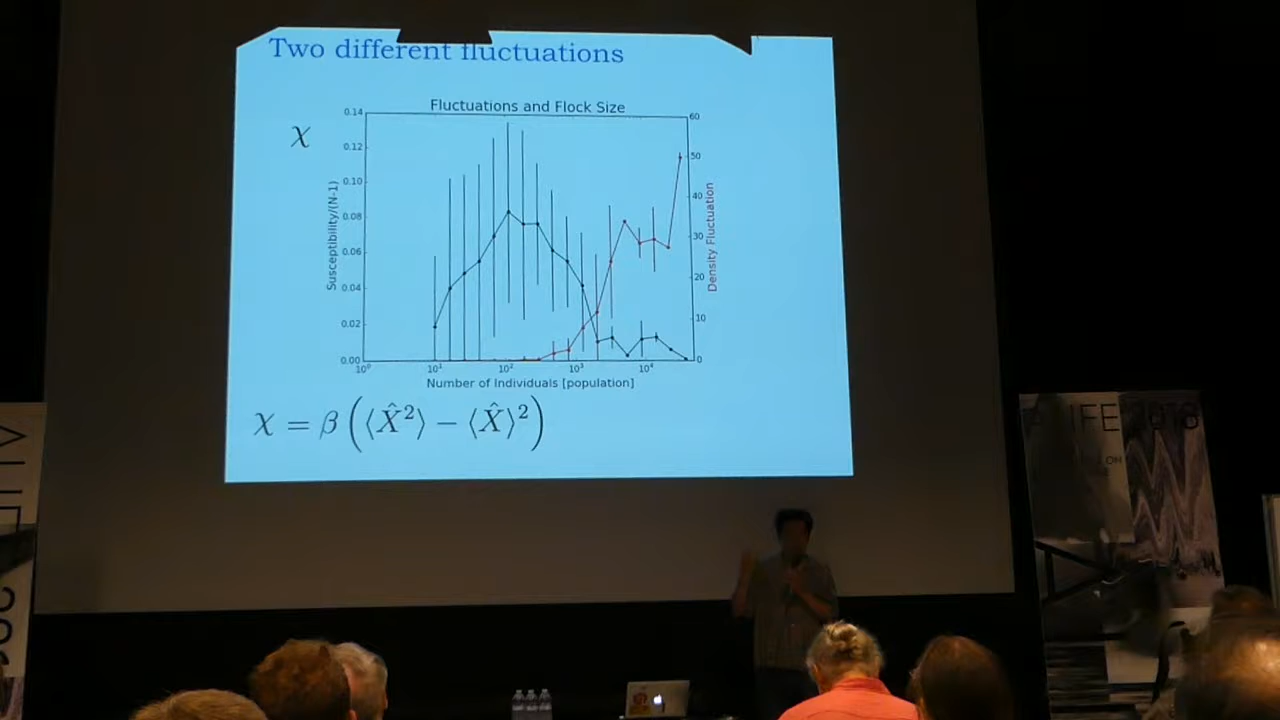 Two different fluctuations
Fluctuations and Flock Size
χ
Susceptibility/(N-1)
0.14
0.12
0.10
0.08
0.06
0.04
0.02
0.00
60
50
40
30
20
10
0
Density Fluctuation
10⁰ 10¹ 10² 10³ 10⁴
Number of Individuals [population]
χ = β (⟨X̂²⟩ − ⟨X̂⟩²)
IFE 2018